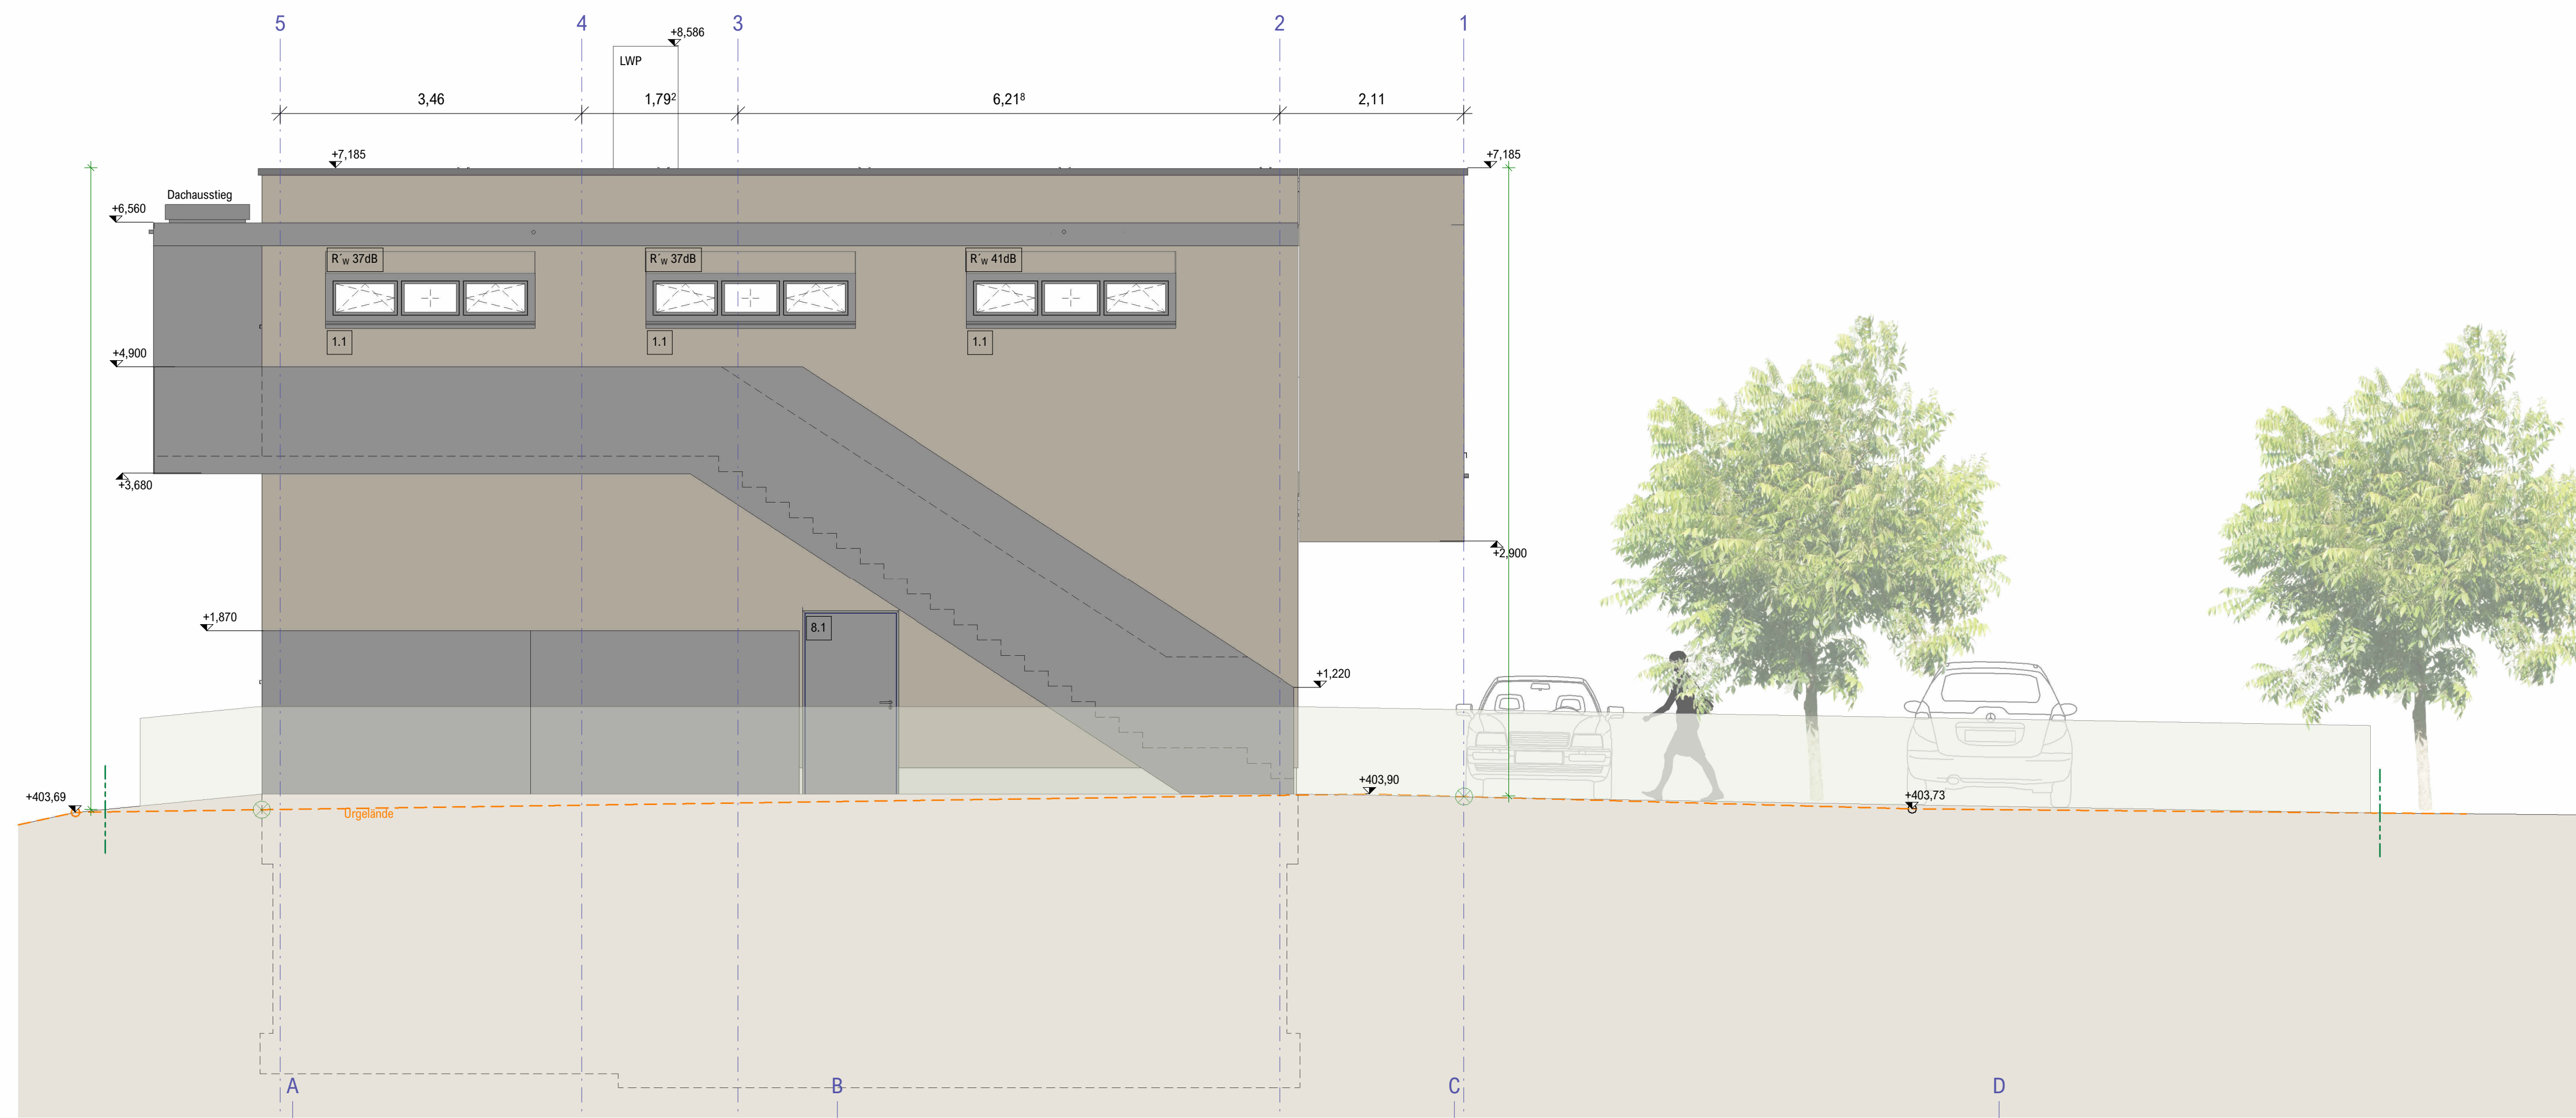 5 4 3 2 1
+8,586
LWP
3,46 1,79² 6,21⁸ 2,11
+7,185 +7,185
Dachausstieg
+6,560
R´W 37dB R´W 37dB R´W 41dB
1.1 1.1 1.1
+4,900
+3,680
+2,900
+1,870
8.1
+1,220
+403,90
+403,69 +403,73
Urgelände
A B C D